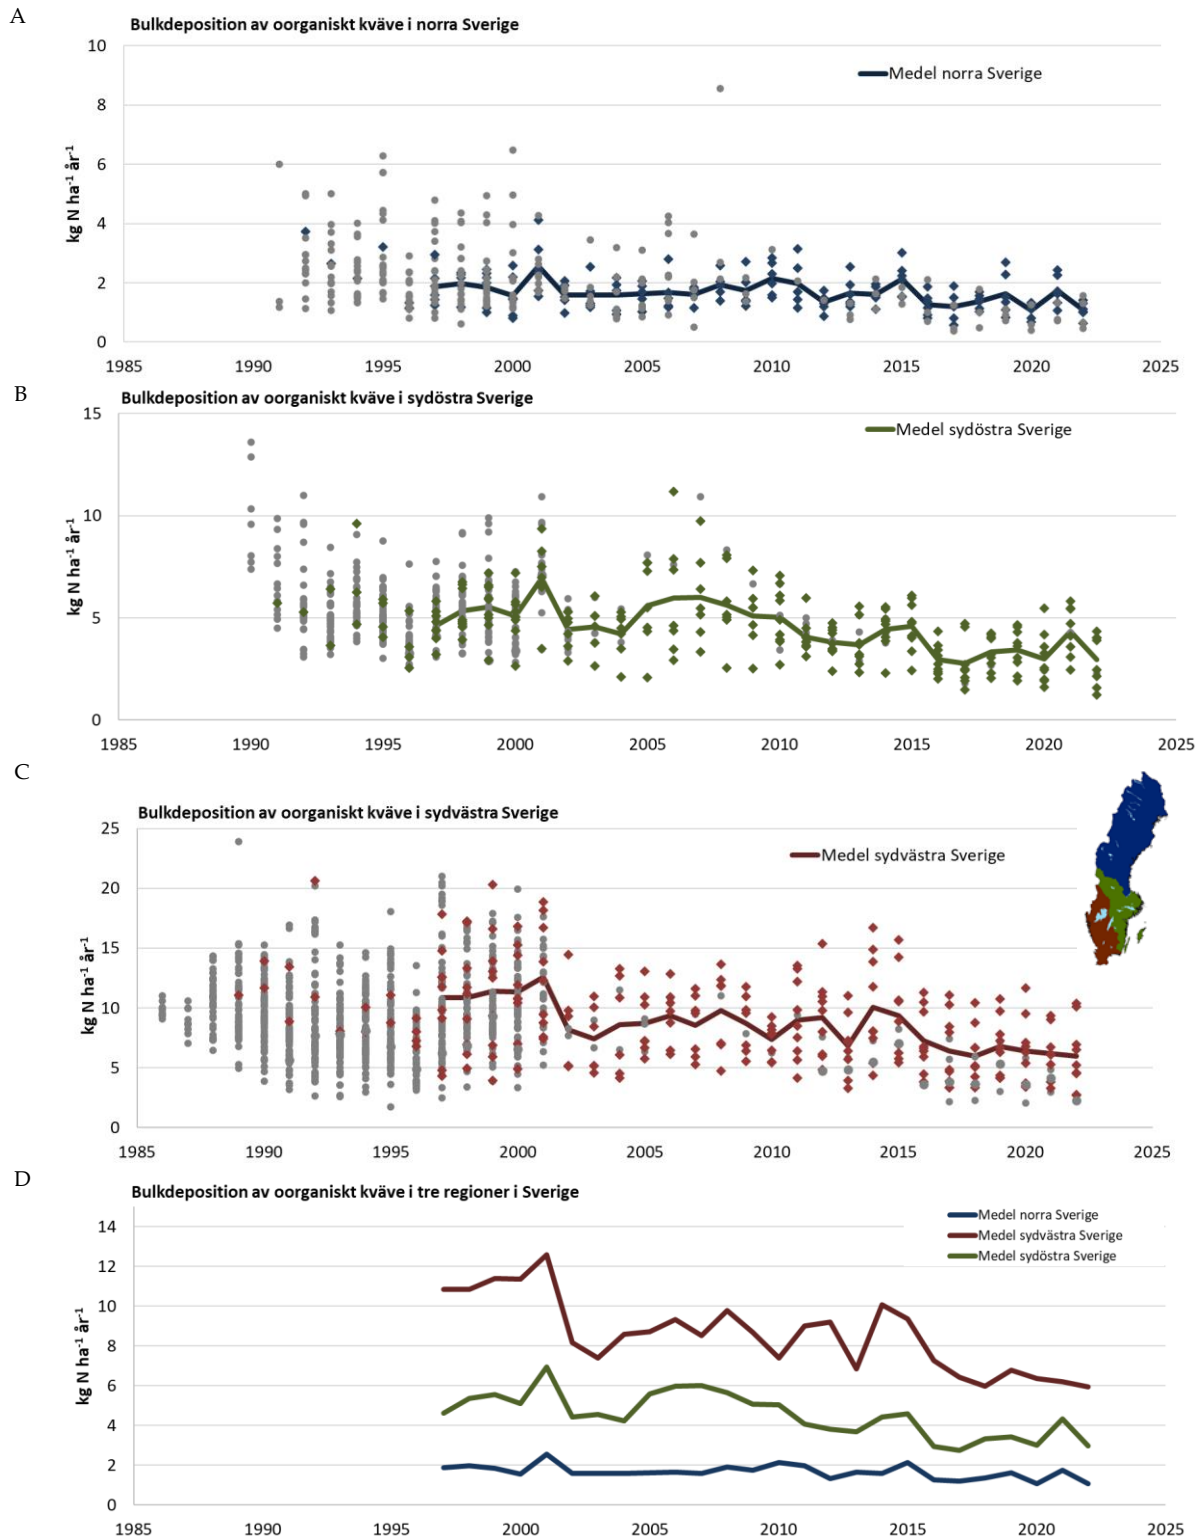 A
Bulkdeposition av oorganiskt kväve i norra Sverige
10
8
6
4
2
0
kg N ha⁻¹ år⁻¹
Medel norra Sverige
1985 1990 1995 2000 2005 2010 2015 2020 2025
B
Bulkdeposition av oorganiskt kväve i sydöstra Sverige
15
10
5
0
kg N ha⁻¹ år⁻¹
Medel sydöstra Sverige
1985 1990 1995 2000 2005 2010 2015 2020 2025
C
Bulkdeposition av oorganiskt kväve i sydvästra Sverige
25
20
15
10
5
0
kg N ha⁻¹ år⁻¹
Medel sydvästra Sverige
1985 1990 1995 2000 2005 2010 2015 2020 2025
D
Bulkdeposition av oorganiskt kväve i tre regioner i Sverige
14
12
10
8
6
4
2
0
kg N ha⁻¹ år⁻¹
Medel norra Sverige
Medel sydvästra Sverige
Medel sydöstra Sverige
1985 1990 1995 2000 2005 2010 2015 2020 2025